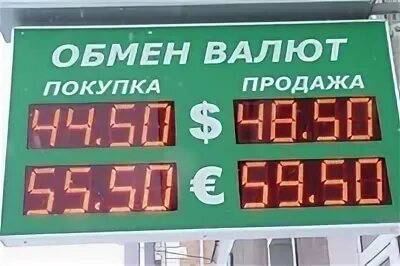 ОБМЕН ВАЛЮТ
ПОКУПКА ПРОДАЖА
44.50 $ 48.50
55.50 € 59.50